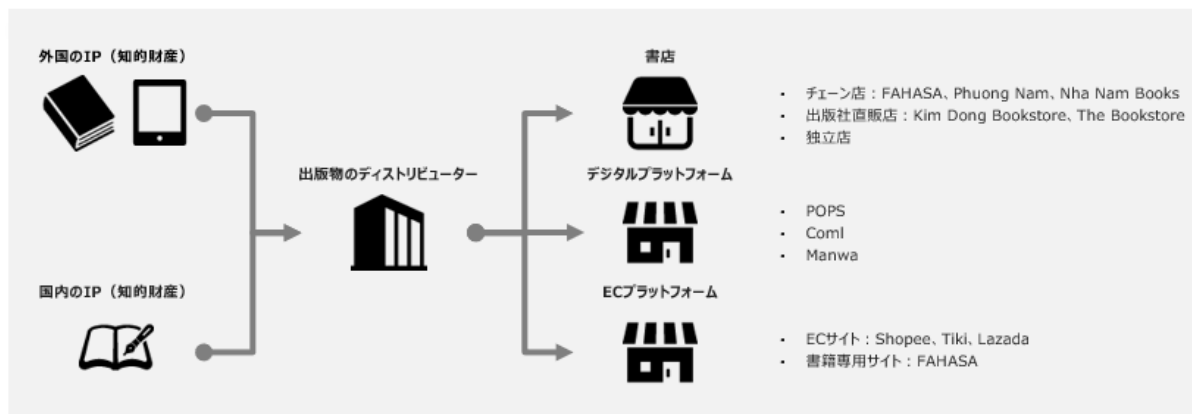 外国のIP（知的財産）
国内のIP（知的財産）
出版物のディストリビューター
書店
・ チェーン店：FAHASA、Phuong Nam、Nha Nam Books
・ 出版社直販店：Kim Dong Bookstore、The Bookstore
・ 独立店
デジタルプラットフォーム
・ POPS
・ ComI
・ Manwa
ECプラットフォーム
・ ECサイト：Shopee、Tiki、Lazada
・ 書籍専用サイト：FAHASA